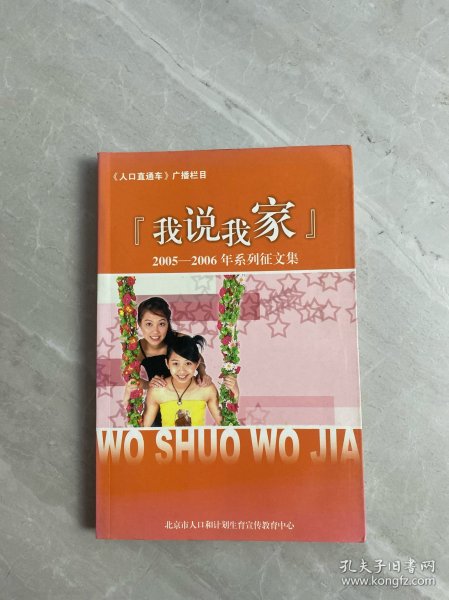 《人口直通车》广播栏目
『我说我家』
2005—2006年系列征文集
WO SHUO WO JIA
北京市人口和计划生育宣传教育中心
孔夫子旧书网
www.kongfz.com